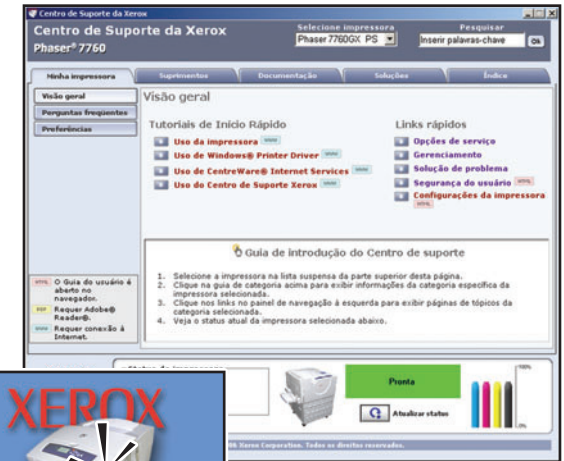 Centro de Suporte da Xerox
Centro de Suporte da Xerox
Phaser® 7760
Selecione impressora
Phaser 7760GX PS
Pesquisar
Inserir palavras-chave
Ok
Minha impressora
Suprimentos
Documentação
Soluções
Índice
Visão geral
Perguntas freqüentes
Preferências
Visão geral
Tutoriais de Início Rápido
Uso da impressora WWW
Uso de Windows® Printer Driver WWW
Uso de CentreWare® Internet Services WWW
Uso do Centro de Suporte Xerox WWW
Links rápidos
Opções de serviço
Gerenciamento
Solução de problema
Segurança do usuário HTML
Configurações da impressora
HTML
Guia de introdução do Centro de suporte
1. Selecione a impressora na lista suspensa da parte superior desta página.
2. Clique na guia de categoria acima para exibir informações da categoria específica da
impressora selecionada.
3. Clique nos links no painel de navegação à esquerda para exibir páginas de tópicos da
categoria selecionada.
4. Veja o status atual da impressora selecionada abaixo.
HTML O Guia do usuário é
aberto no
navegador.
PDF Requer Adobe®
Reader®.
WWW Requer conexão à
Internet.
Pronta
Atualizar status
100%
0%
Xerox Corporation. Todos os direitos reservados.
XEROX